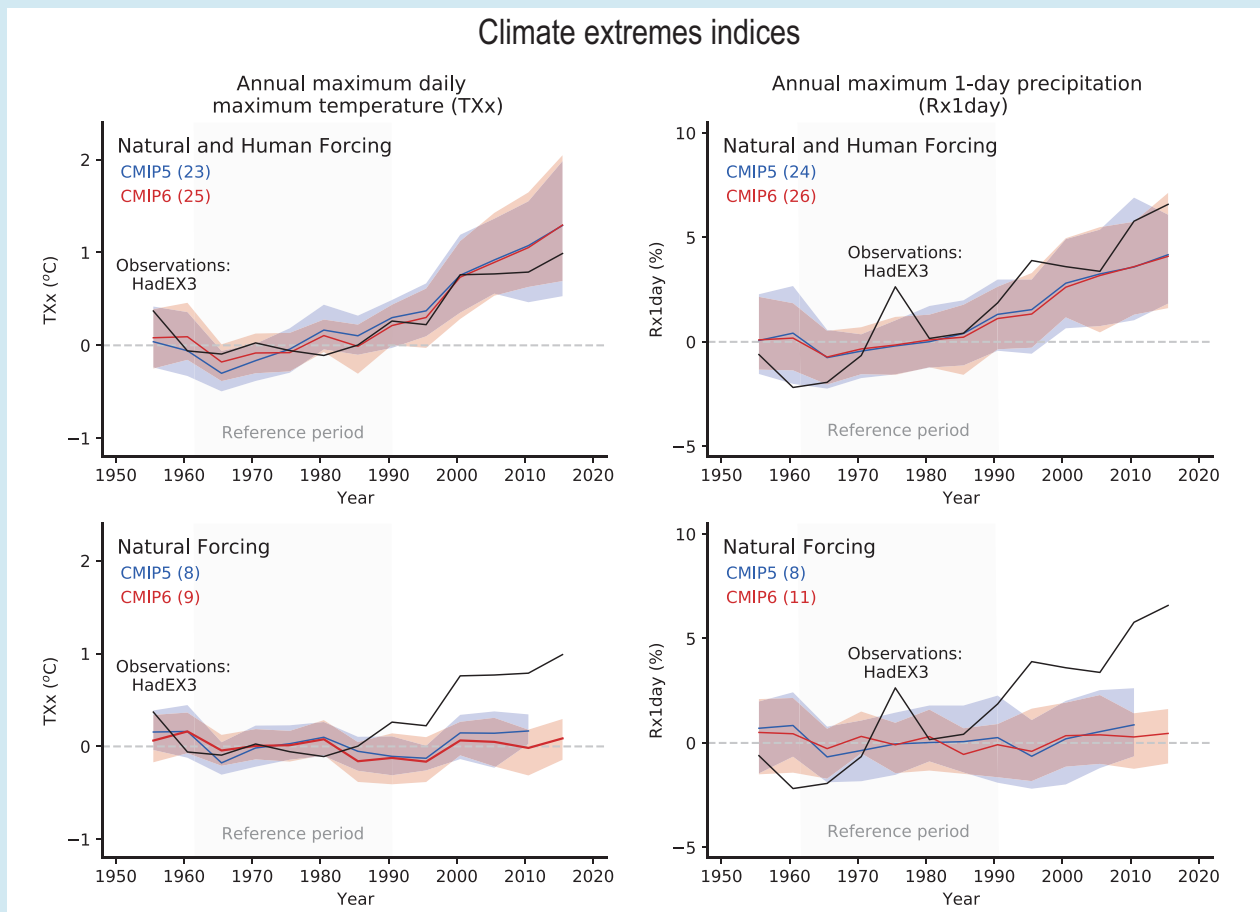 Climate extremes indices
Annual maximum daily
maximum temperature (TXx)
Natural and Human Forcing
CMIP5 (23)
CMIP6 (25)
Observations:
HadEX3
Reference period
TXx (°C)
2
1
0
−1
1950 1960 1970 1980 1990 2000 2010 2020
Year
Annual maximum 1-day precipitation
(Rx1day)
Natural and Human Forcing
CMIP5 (24)
CMIP6 (26)
Observations:
HadEX3
Reference period
Rx1day (%)
10
5
0
−5
1950 1960 1970 1980 1990 2000 2010 2020
Year
Natural Forcing
CMIP5 (8)
CMIP6 (9)
Observations:
HadEX3
Reference period
TXx (°C)
2
1
0
−1
1950 1960 1970 1980 1990 2000 2010 2020
Year
Natural Forcing
CMIP5 (8)
CMIP6 (11)
Observations:
HadEX3
Reference period
Rx1day (%)
10
5
0
−5
1950 1960 1970 1980 1990 2000 2010 2020
Year